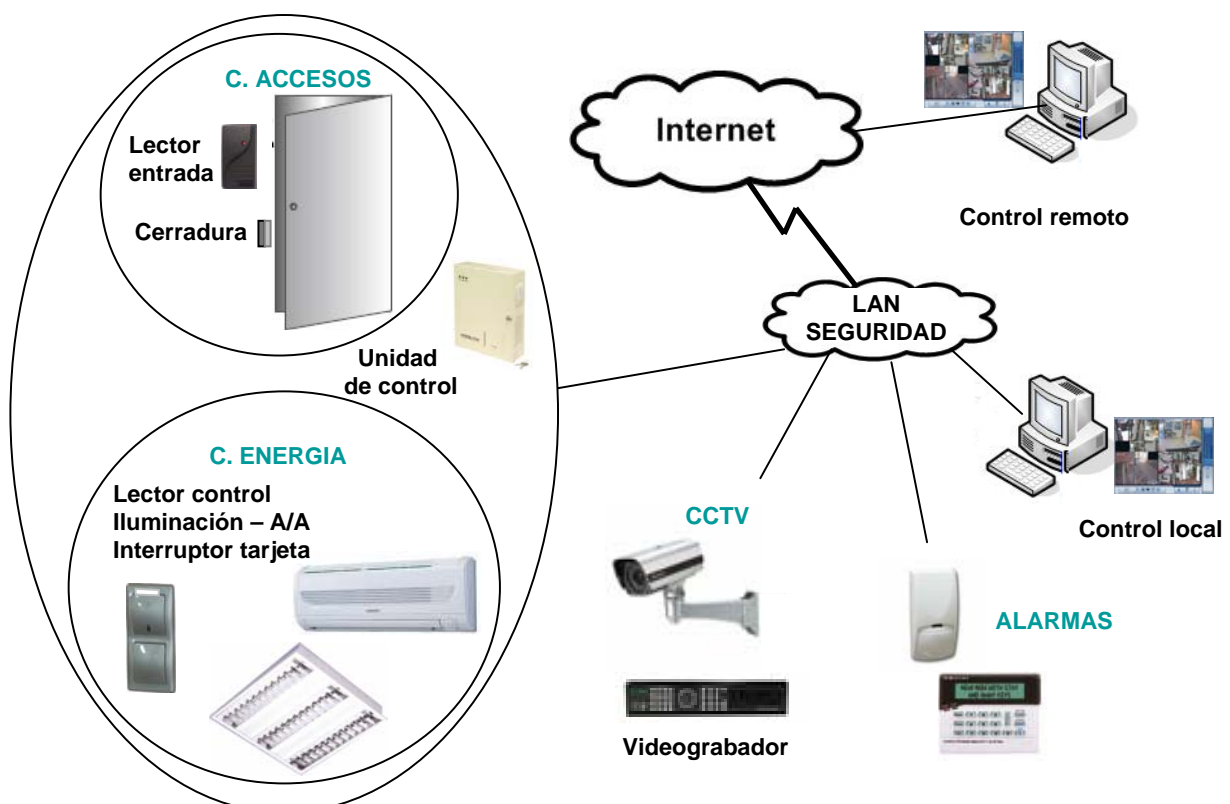 C. ACCESOS
Lector
entrada
Cerradura
Unidad
de control
C. ENERGIA
Lector control
Iluminación – A/A
Interruptor tarjeta
Internet
Control remoto
LAN
SEGURIDAD
Control local
CCTV
Videograbador
ALARMAS